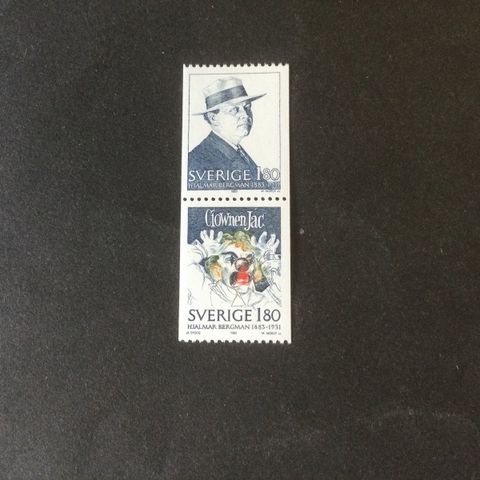 SVERIGE 1.80
HJALMAR BERGMAN 1883-1931
Clownen Jac
SVERIGE 1.80
HJALMAR BERGMAN 1883-1931